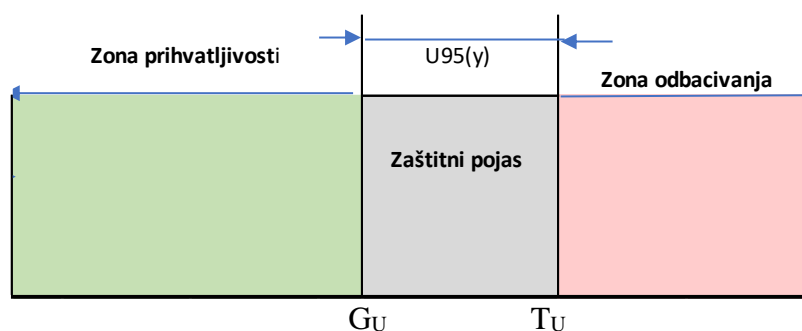 Zona prihvatljivosti
U95(y)
Zona odbacivanja
Zaštitni pojas
GU
TU